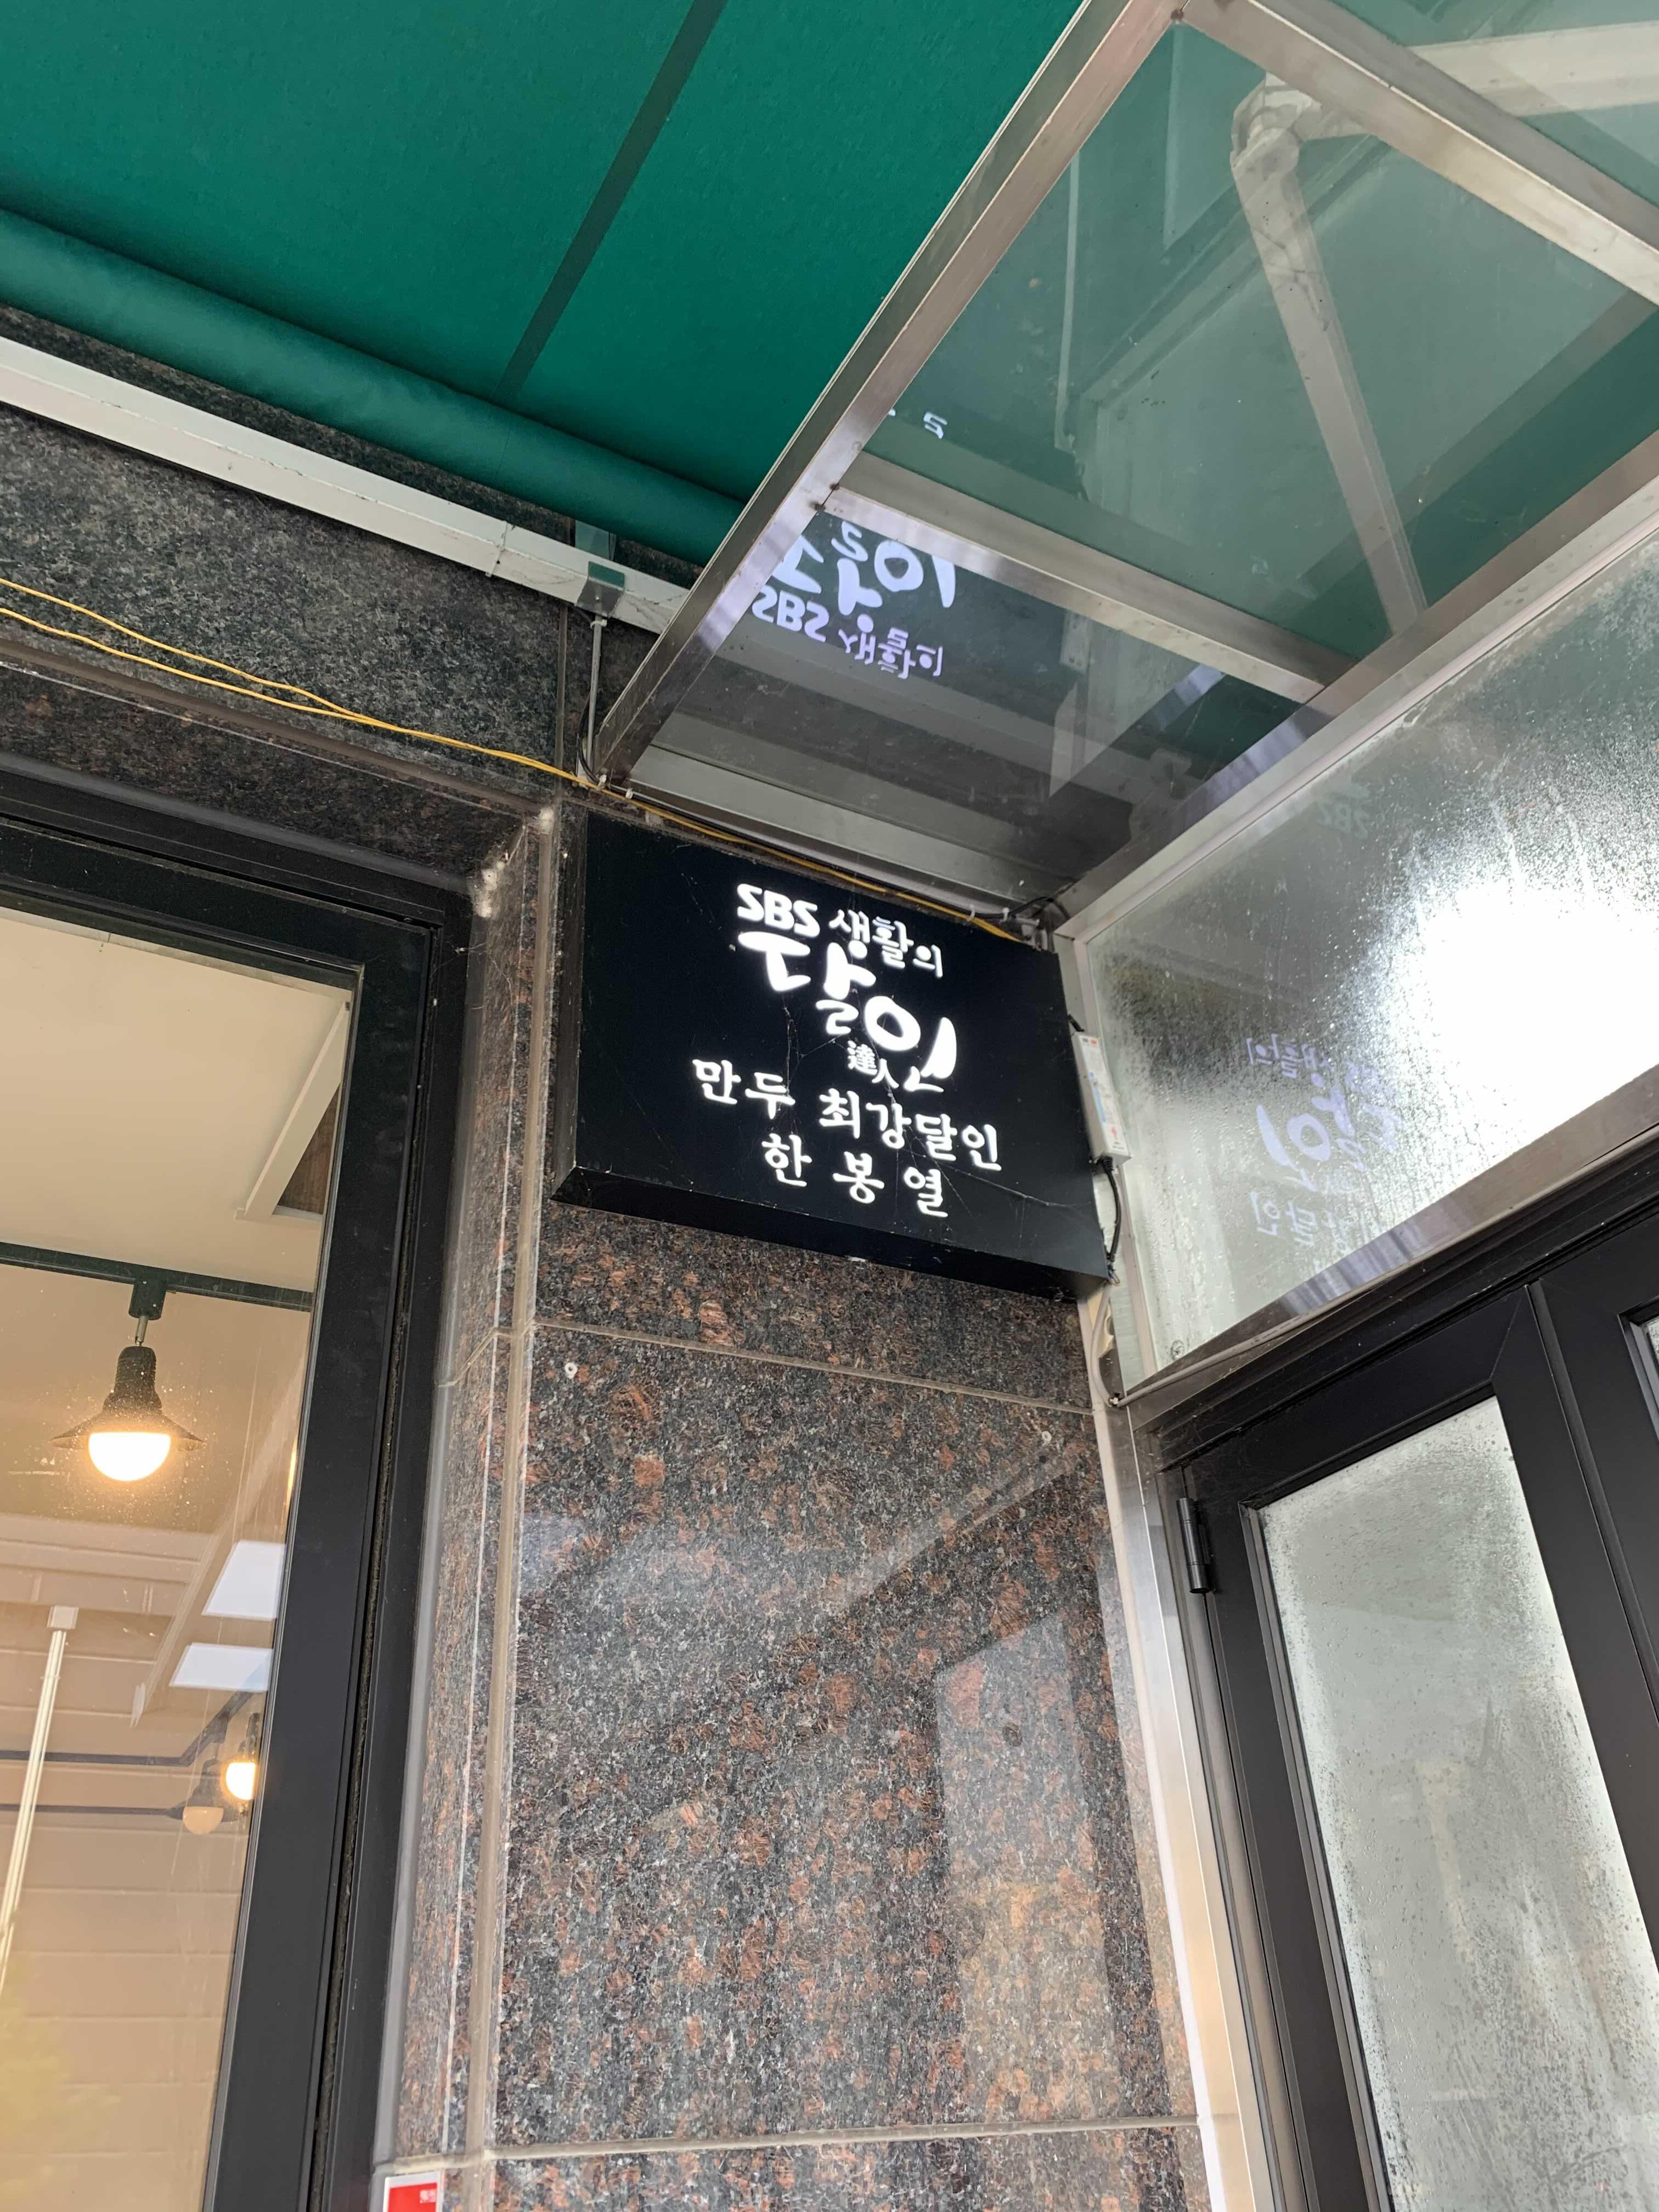 SBS 생활의
달인
達人
만두 최강달인
한봉열